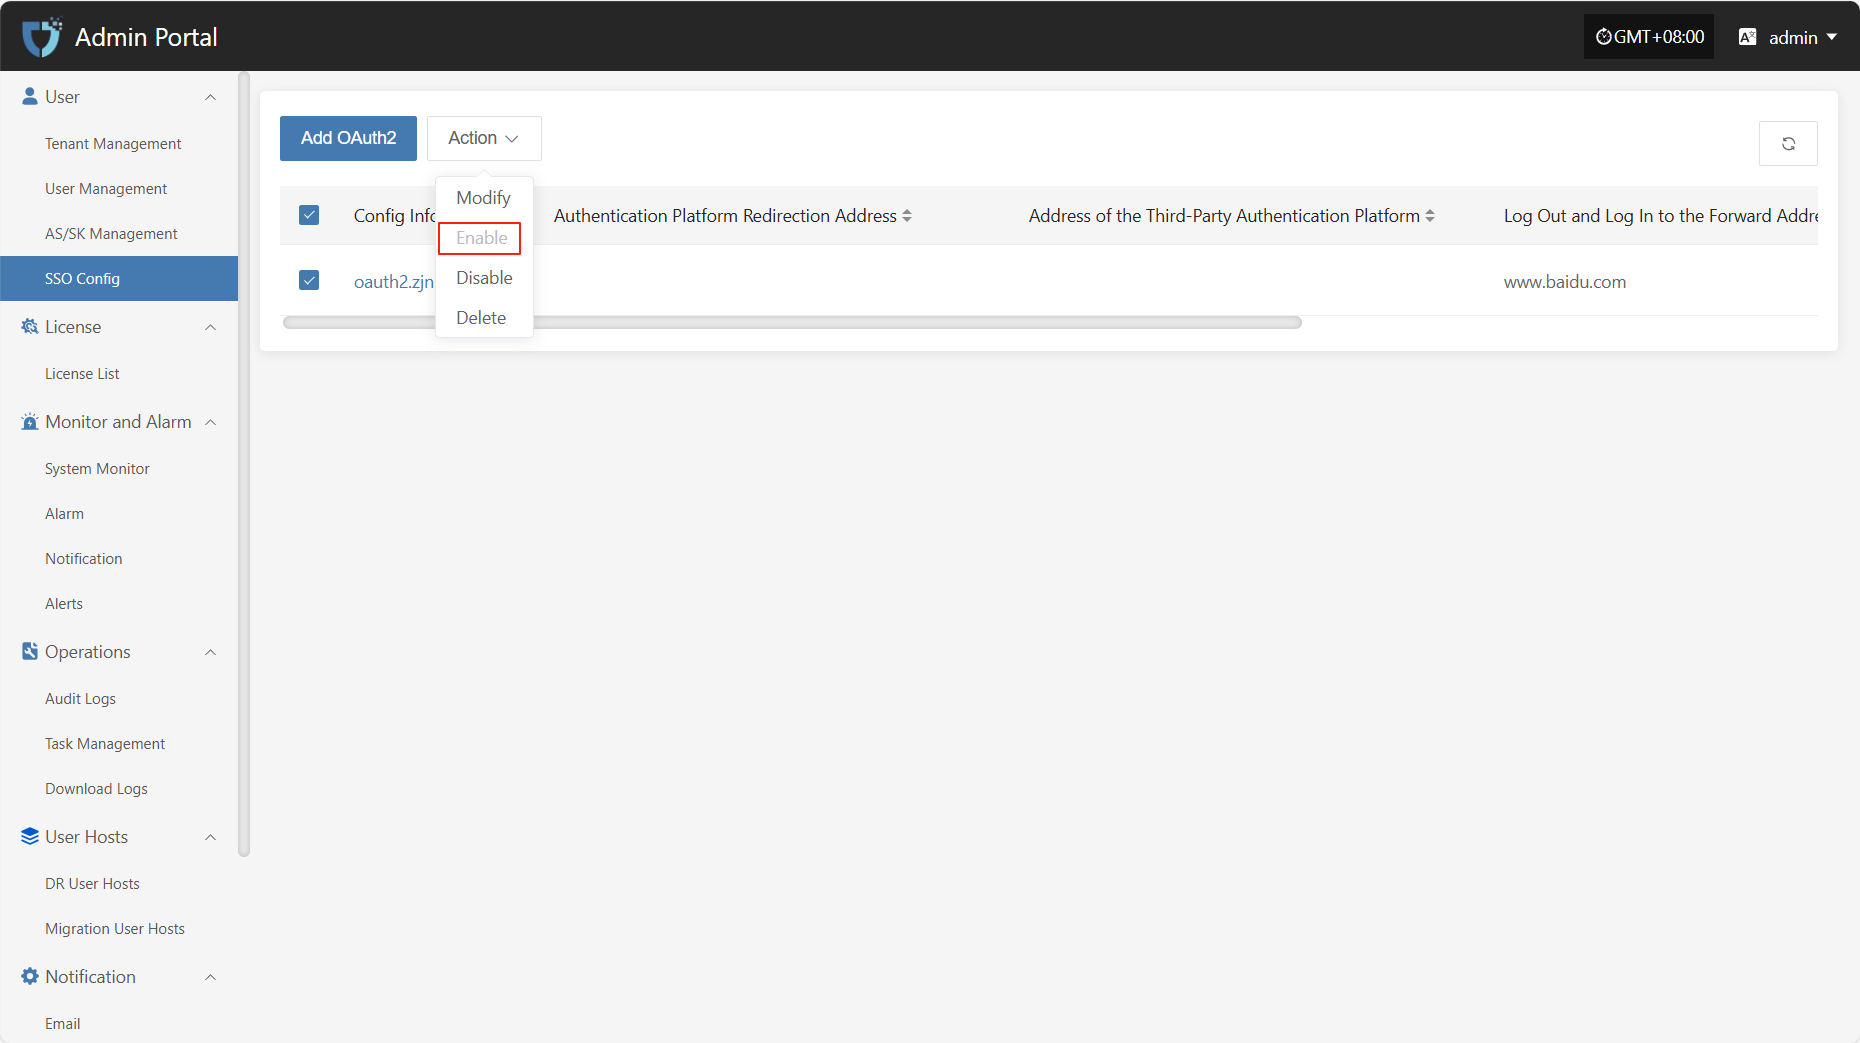 Admin Portal
GMT+08:00
admin
User
Tenant Management
User Management
AS/SK Management
SSO Config
License
License List
Monitor and Alarm
System Monitor
Alarm
Notification
Alerts
Operations
Audit Logs
Task Management
Download Logs
User Hosts
DR User Hosts
Migration User Hosts
Notification
Email
Add OAuth2
Action
Modify
Enable
Disable
Delete
Config Info Authentication Platform Redirection Address Address of the Third-Party Authentication Platform Log Out and Log In to the Forward Addre
oauth2.zjn www.baidu.com